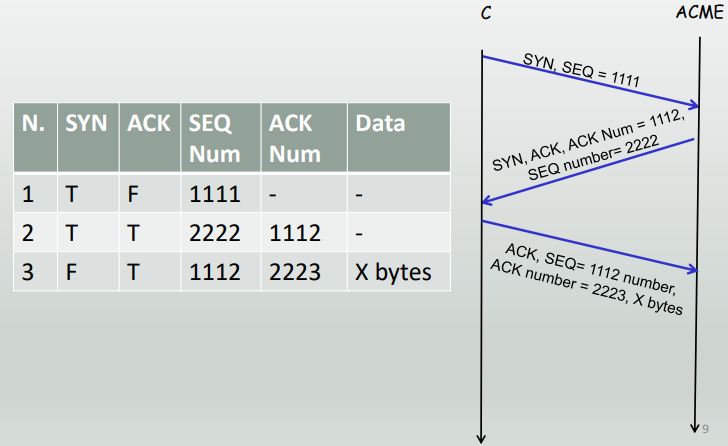 C ACME
SYN, SEQ = 1111
SYN, ACK, ACK Num = 1112,
SEQ number= 2222
ACK, SEQ= 1112 number,
ACK number = 2223, X bytes
N. SYN ACK SEQ Num ACK Num Data
1 T F 1111 - -
2 T T 2222 1112 -
3 F T 1112 2223 X bytes
9